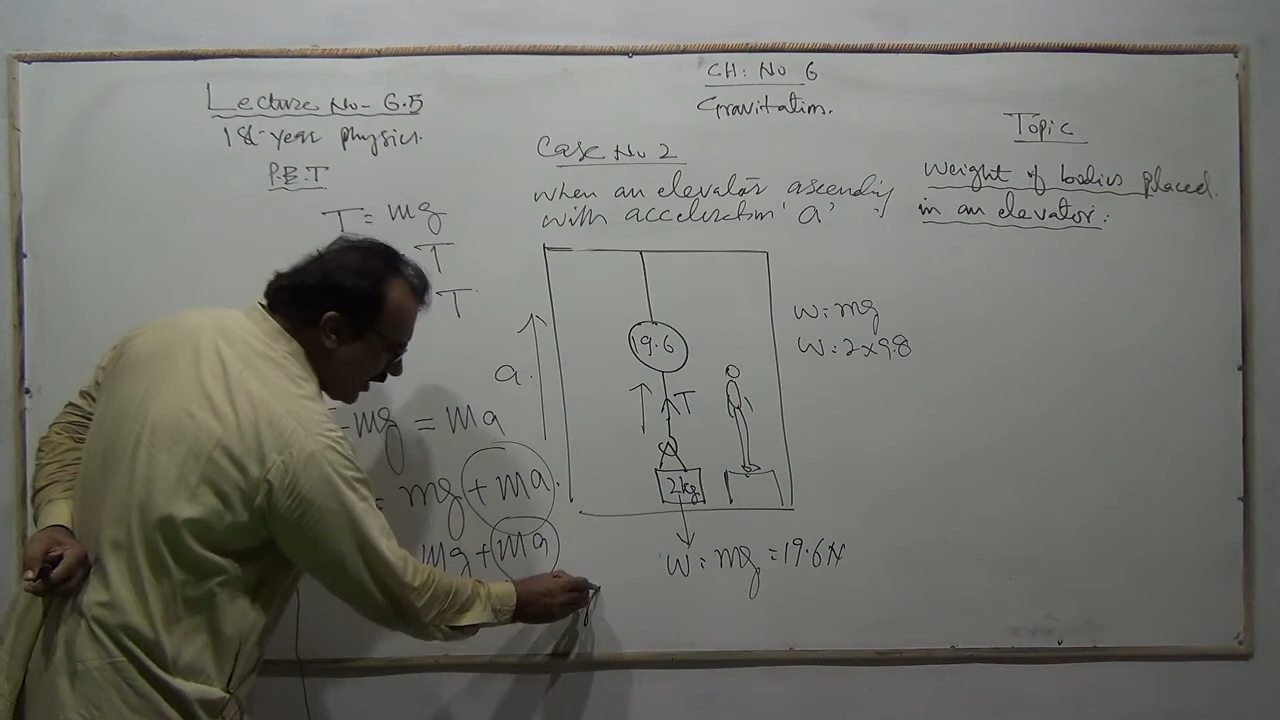 CH: No 6
Gravitation.
Lecture No- 6.5
1st-year physics.
P.B.T
T = mg
T
T
-mg = ma
= mg + ma.
mg + ma
Case No 2
when an elevator ascending
with acceleration 'a' :
a.
19.6
T
2kg
W = mg = 19.6N
W = mg
W = 2×9.8
Topic
Weight of bodies placed
in an elevator: